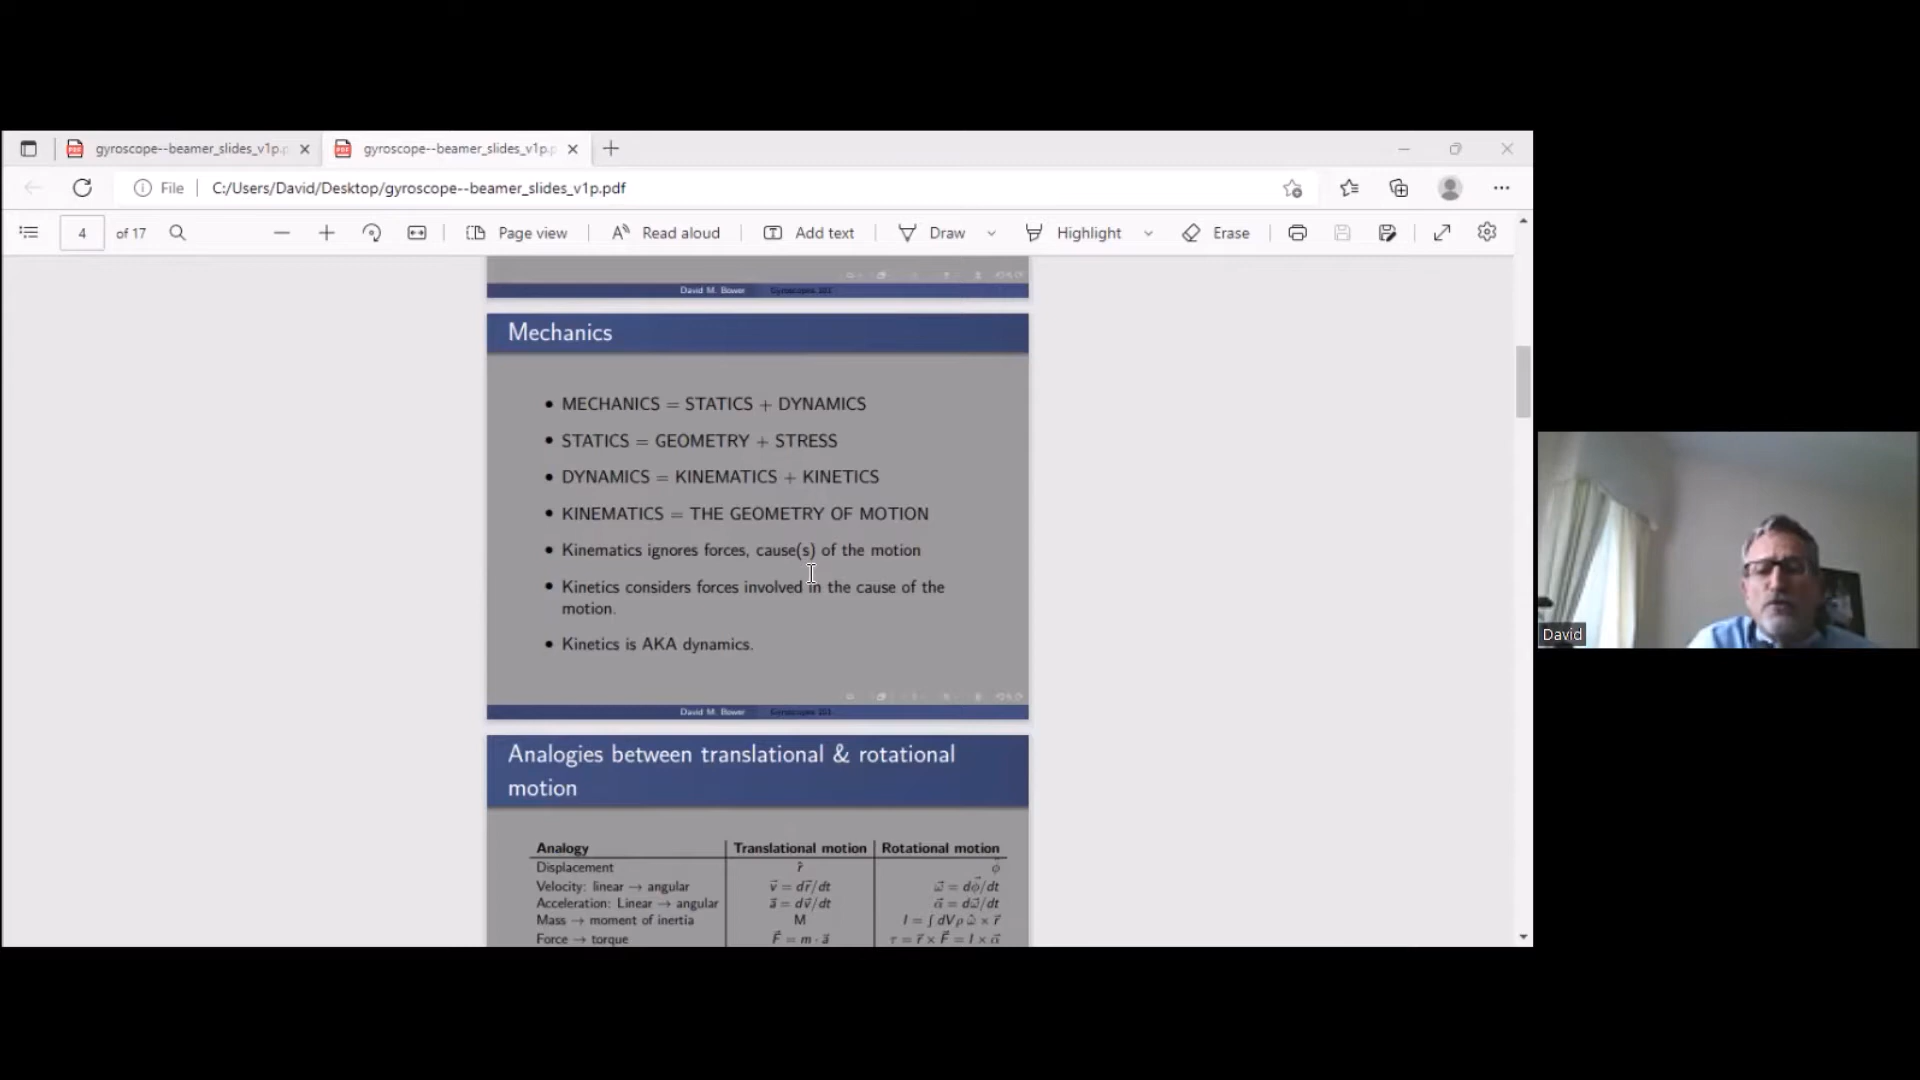 gyroscope--beamer_slides_v1p.p
gyroscope--beamer_slides_v1p.p
File
C:/Users/David/Desktop/gyroscope--beamer_slides_v1p.pdf
4 of 17
Page view
Read aloud
Add text
Draw
Highlight
Erase
David M. Bower
Mechanics
• MECHANICS = STATICS + DYNAMICS
• STATICS = GEOMETRY + STRESS
• DYNAMICS = KINEMATICS + KINETICS
• KINEMATICS = THE GEOMETRY OF MOTION
• Kinematics ignores forces, cause(s) of the motion
• Kinetics considers forces involved in the cause of the
motion.
• Kinetics is AKA dynamics.
David M. Bower
Analogies between translational & rotational
motion
Analogy Translational motion Rotational motion
Displacement r̂ ϕ
Velocity: linear → angular v⃗ = dr⃗/dt ω⃗ = dϕ⃗/dt
Acceleration: Linear → angular a⃗ = dv⃗/dt α⃗ = dω⃗/dt
Mass → moment of inertia M I = ∫ dVρ ω̂ × r⃗
Force → torque F⃗ = m · a⃗ τ = r⃗ × F⃗ = I × α⃗
David